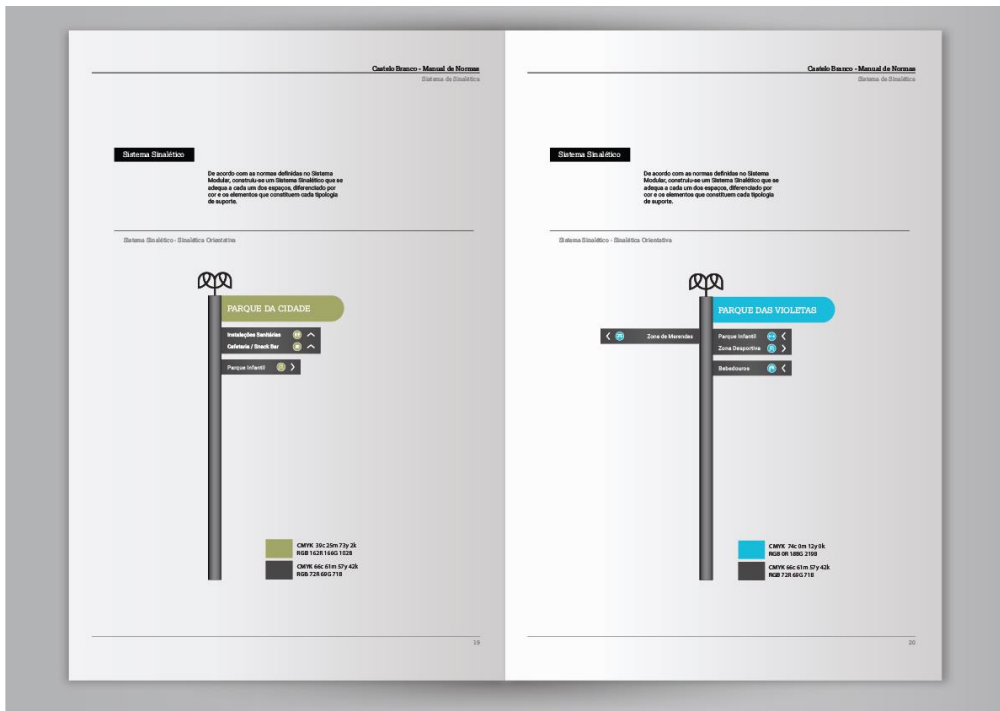 Castelo Branco - Manual de Normas
Sistema de Sinalética
Sistema Sinalético
De acordo com as normas definidas no Sistema
Modular, construiu-se um Sistema Sinalético que se
adequa a cada um dos espaços, diferenciado por
cor e os elementos que constituem cada tipologia
de suporte.
Sistema Sinalético - Sinalética Orientativa
PARQUE DA CIDADE
Instalações Sanitárias
Cafetaria / Snack Bar
Parque Infantil
CMYK 39c 25m 73y 2k
RGB 162R 166G 102B
CMYK 66c 61m 57y 42k
RGB 72R 69G 71B
19
Castelo Branco - Manual de Normas
Sistema de Sinalética
Sistema Sinalético
De acordo com as normas definidas no Sistema
Modular, construiu-se um Sistema Sinalético que se
adequa a cada um dos espaços, diferenciado por
cor e os elementos que constituem cada tipologia
de suporte.
Sistema Sinalético - Sinalética Orientativa
PARQUE DAS VIOLETAS
Zona de Merendas
Parque Infantil
Zona Desportiva
Bebedouros
CMYK 74c 0m 12y 0k
RGB 0R 188G 219B
CMYK 66c 61m 57y 42k
RGB 72R 69G 71B
20